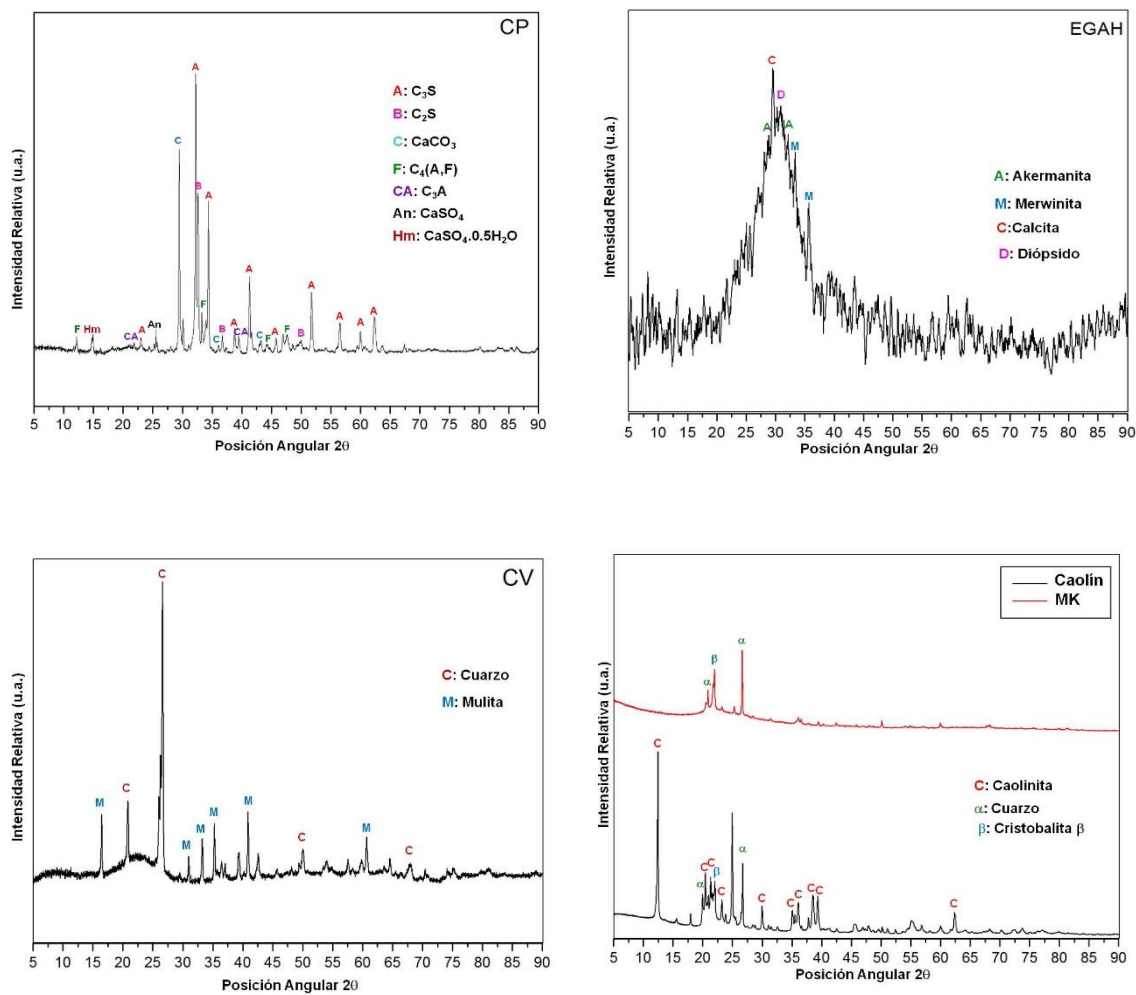 CP
A
C
B
A
F
A
A
A
A
A
F
Hm
CA
A
An
C
B
A
CA
C
F
A
F
B
A: C₃S
B: C₂S
C: CaCO₃
F: C₄(A,F)
CA: C₃A
An: CaSO₄
Hm: CaSO₄.0.5H₂O
Intensidad Relativa (u.a.)
5 10 15 20 25 30 35 40 45 50 55 60 65 70 75 80 85 90
Posición Angular 2θ
EGAH
C
D
A
A
M
M
A: Akermanita
M: Merwinita
C: Calcita
D: Diópsido
Intensidad Relativa (u.a.)
5 10 15 20 25 30 35 40 45 50 55 60 65 70 75 80 85 90
Posición Angular 2θ
CV
C
M
C
M
M
M
M
C
M
C
C: Cuarzo
M: Mulita
Intensidad Relativa (u.a.)
5 10 15 20 25 30 35 40 45 50 55 60 65 70 75 80 85 90
Posición Angular 2θ
Caolín
MK
α
β
α
C
α
C
C
β
C
α
C
C
C
C
C
C
C: Caolinita
α: Cuarzo
β: Cristobalita β
Intensidad Relativa (u.a.)
5 10 15 20 25 30 35 40 45 50 55 60 65 70 75 80 85 90
Posición Angular 2θ